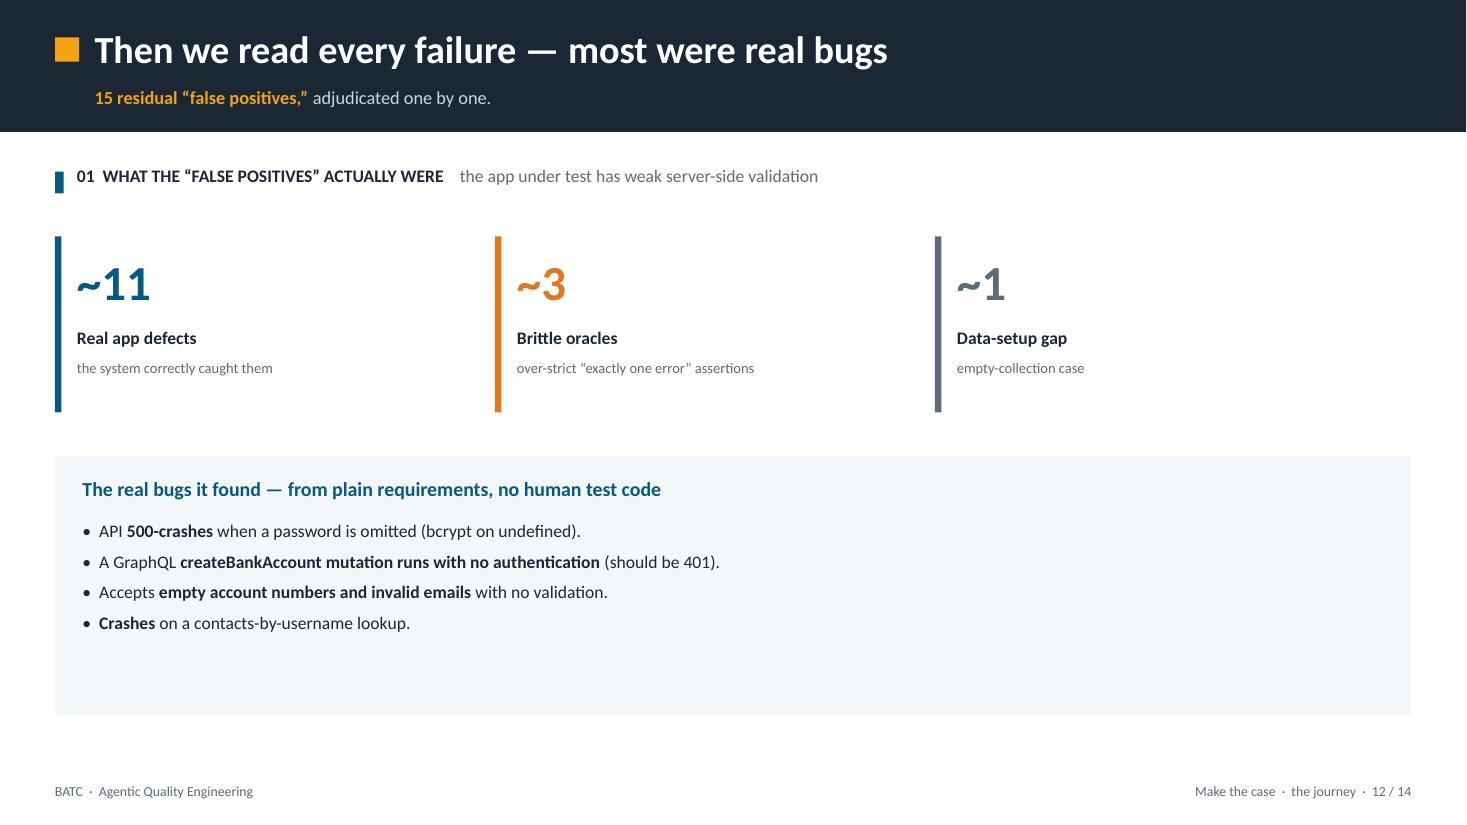 Then we read every failure — most were real bugs
15 residual “false positives,” adjudicated one by one.
01 WHAT THE “FALSE POSITIVES” ACTUALLY WERE the app under test has weak server-side validation
~11
Real app defects
the system correctly caught them
~3
Brittle oracles
over-strict “exactly one error” assertions
~1
Data-setup gap
empty-collection case
The real bugs it found — from plain requirements, no human test code
• API 500-crashes when a password is omitted (bcrypt on undefined).
• A GraphQL createBankAccount mutation runs with no authentication (should be 401).
• Accepts empty account numbers and invalid emails with no validation.
• Crashes on a contacts-by-username lookup.
BATC · Agentic Quality Engineering
Make the case · the journey · 12 / 14